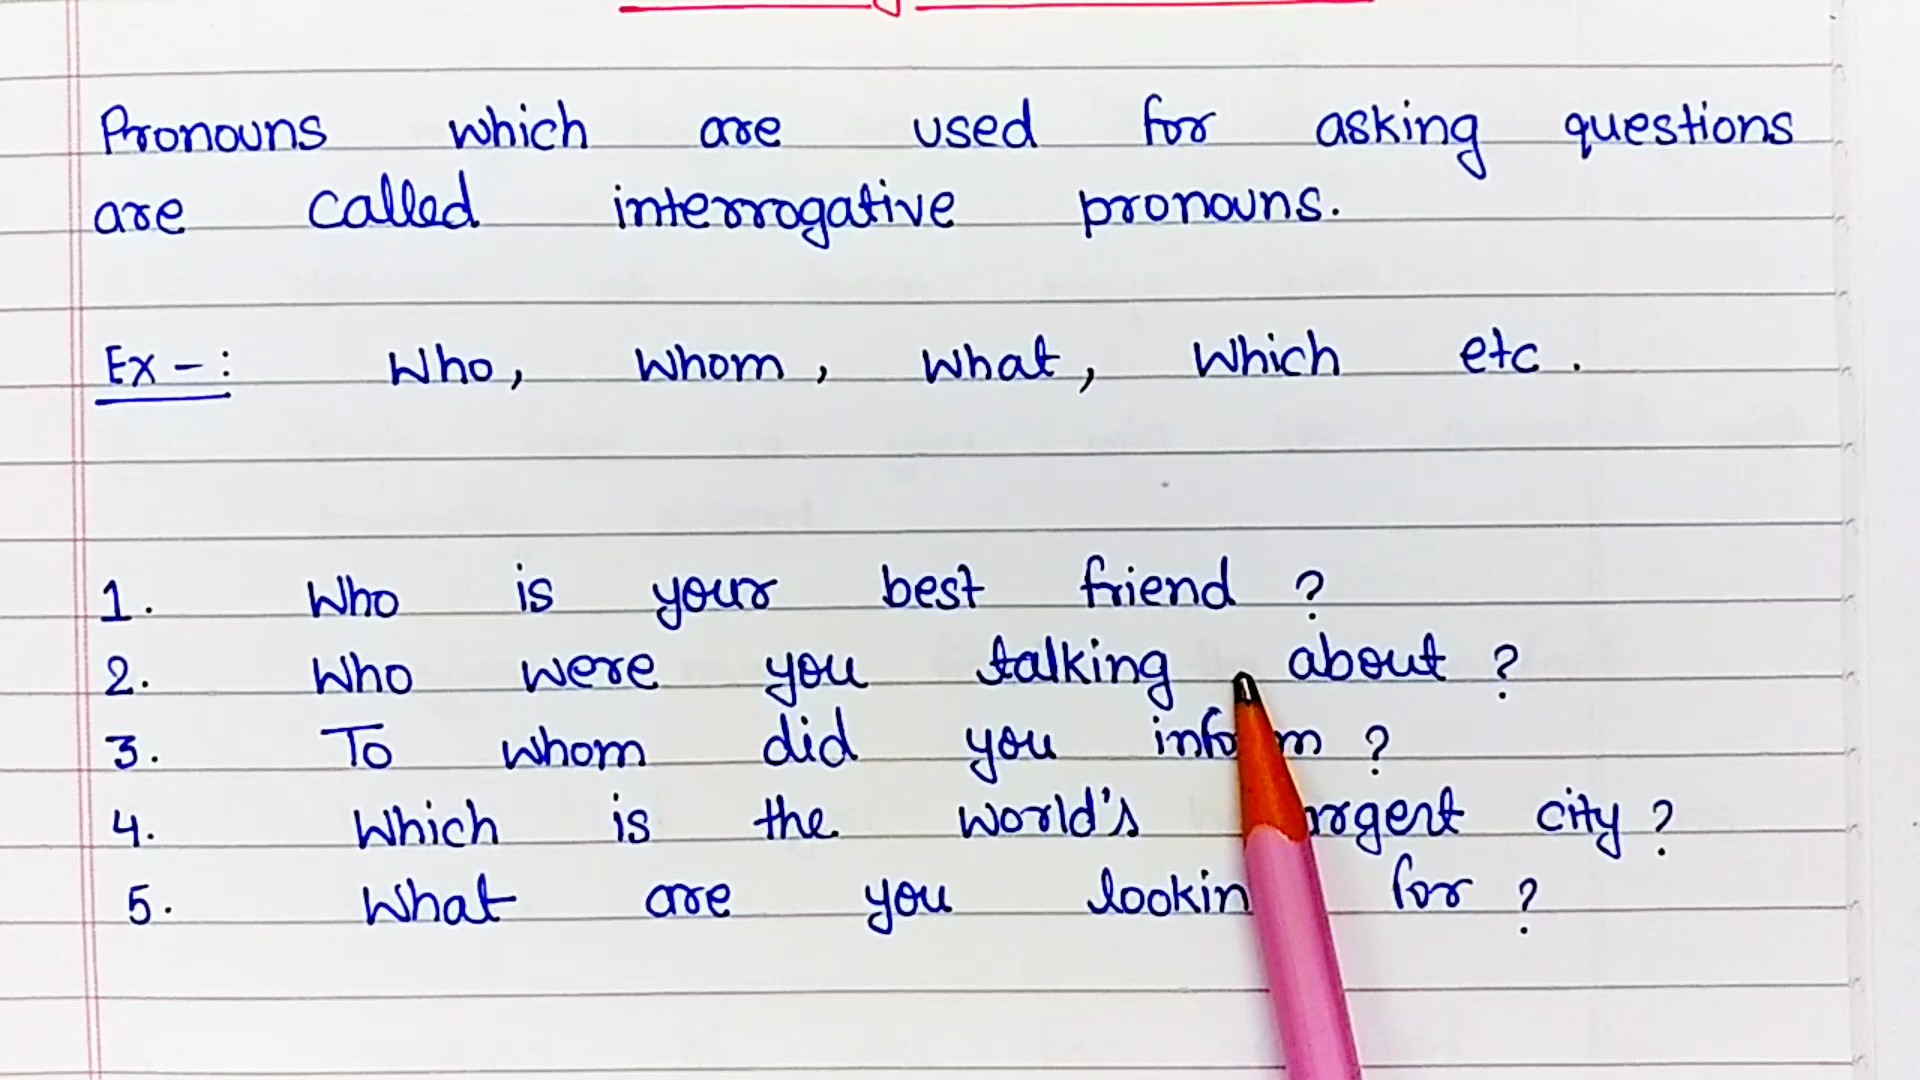 Pronouns which are used for asking questions
are called interrogative pronouns.
Ex-: Who, Whom, What, Which etc.
1. Who is your best friend?
2. Who were you talking about?
3. To whom did you inform?
4. Which is the world's city?
5. What are you for?